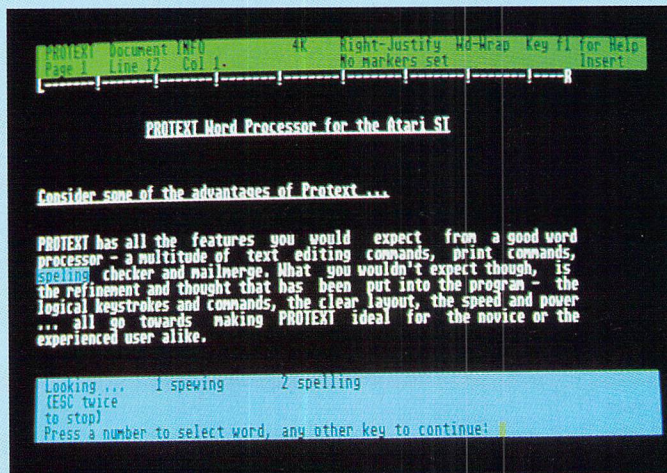 PROTEXT Document INFO 4K Right-Justify Wd-Wrap Key f1 for Help
Page 1 Line 12 Col 1. No markers set Insert
L-------!-------!-------!-------!-------!-------!-------!-------!----R
PROTEXT Word Processor for the Atari ST
Consider some of the advantages of Protext ...
PROTEXT has all the features you would expect from a good word
processor - a multitude of text editing commands, print commands,
speling checker and mailmerge. What you wouldn't expect though, is
the refinement and thought that has been put into the program - the
logical keystrokes and commands, the clear layout, the speed and power
... all go towards making PROTEXT ideal for the novice or the
experienced user alike.
Looking ... 1 spewing 2 spelling
(ESC twice
to stop)
Press a number to select word, any other key to continue: